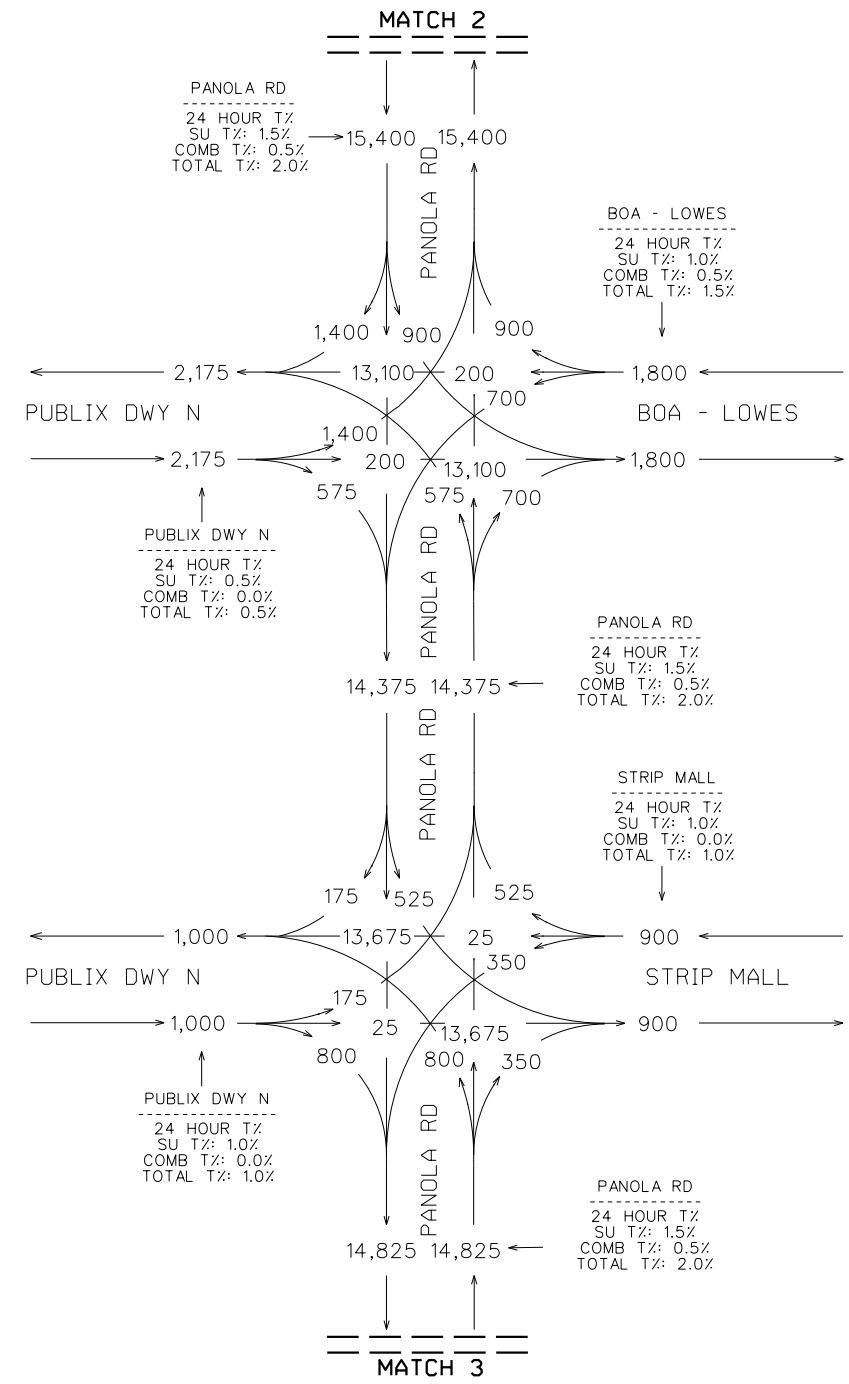 MATCH 2
PANOLA RD
24 HOUR T%
SU T%: 1.5%
COMB T%: 0.5%
TOTAL T%: 2.0%
15,400 15,400
PANOLA RD
BOA - LOWES
24 HOUR T%
SU T%: 1.0%
COMB T%: 0.5%
TOTAL T%: 1.5%
1,400 900 900
2,175 13,100 200 1,800
700
PUBLIX DWY N BOA - LOWES
1,400
2,175 200 13,100 1,800
575 575 700
PUBLIX DWY N
24 HOUR T%
SU T%: 0.5%
COMB T%: 0.0%
TOTAL T%: 0.5%
PANOLA RD
PANOLA RD
24 HOUR T%
SU T%: 1.5%
COMB T%: 0.5%
TOTAL T%: 2.0%
14,375 14,375
PANOLA RD
STRIP MALL
24 HOUR T%
SU T%: 1.0%
COMB T%: 0.0%
TOTAL T%: 1.0%
175 525 525
1,000 13,675 25 900
350
PUBLIX DWY N STRIP MALL
175
1,000 25 13,675 900
800 800 350
PUBLIX DWY N
24 HOUR T%
SU T%: 1.0%
COMB T%: 0.0%
TOTAL T%: 1.0%
PANOLA RD
PANOLA RD
24 HOUR T%
SU T%: 1.5%
COMB T%: 0.5%
TOTAL T%: 2.0%
14,825 14,825
MATCH 3